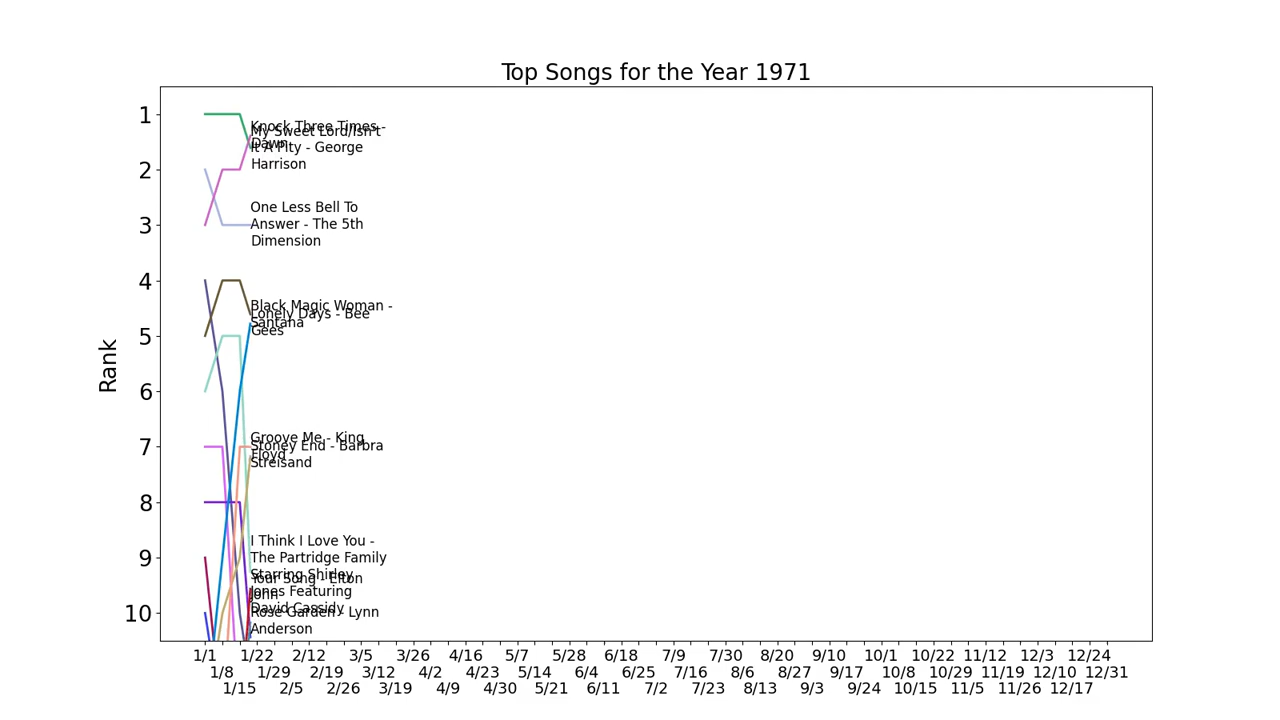 Top Songs for the Year 1971
Rank
1
2
3
4
5
6
7
8
9
10
Knock Three Times -
Dawn
My Sweet Lord/Isn't
It A Pity - George
Harrison
One Less Bell To
Answer - The 5th
Dimension
Black Magic Woman -
Santana
Lonely Days - Bee
Gees
Groove Me - King
Floyd
Stoney End - Barbra
Streisand
I Think I Love You -
The Partridge Family
Starring Shirley
Jones Featuring
David Cassidy
Your Song - Elton
John
Rose Garden - Lynn
Anderson
1/1 1/22 2/12 3/5 3/26 4/16 5/7 5/28 6/18 7/9 7/30 8/20 9/10 10/1 10/22 11/12 12/3 12/24
1/8 1/29 2/19 3/12 4/2 4/23 5/14 6/4 6/25 7/16 8/6 8/27 9/17 10/8 10/29 11/19 12/10 12/31
1/15 2/5 2/26 3/19 4/9 4/30 5/21 6/11 7/2 7/23 8/13 9/3 9/24 10/15 11/5 11/26 12/17